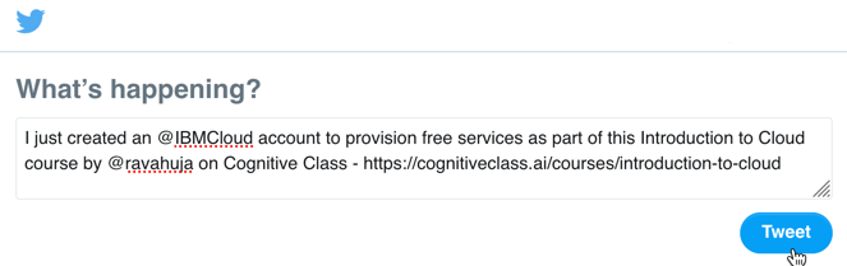 What's happening?
I just created an @IBMCloud account to provision free services as part of this Introduction to Cloud
course by @ravahuja on Cognitive Class - https://cognitiveclass.ai/courses/introduction-to-cloud
Tweet